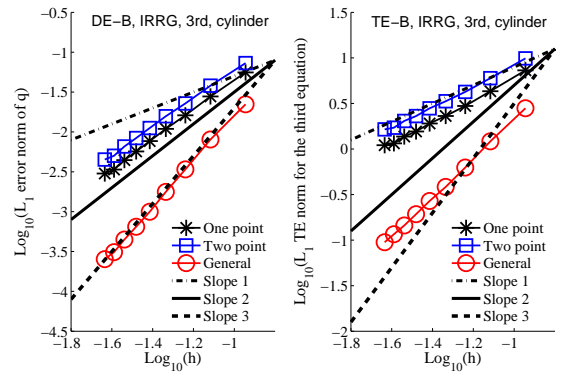 DE−B, IRRG, 3rd, cylinder
Log10(L1 error norm of q)
−1
−1.5
−2
−2.5
−3
−3.5
−4
−4.5
One point
Two point
General
Slope 1
Slope 2
Slope 3
−1.8 −1.6 −1.4 −1.2 −1
Log10(h)
TE−B, IRRG, 3rd, cylinder
Log10(L1 TE norm for the third equation)
1.5
1
0.5
0
−0.5
−1
−1.5
−2
One point
Two point
General
Slope 1
Slope 2
Slope 3
−1.8 −1.6 −1.4 −1.2 −1
Log10(h)